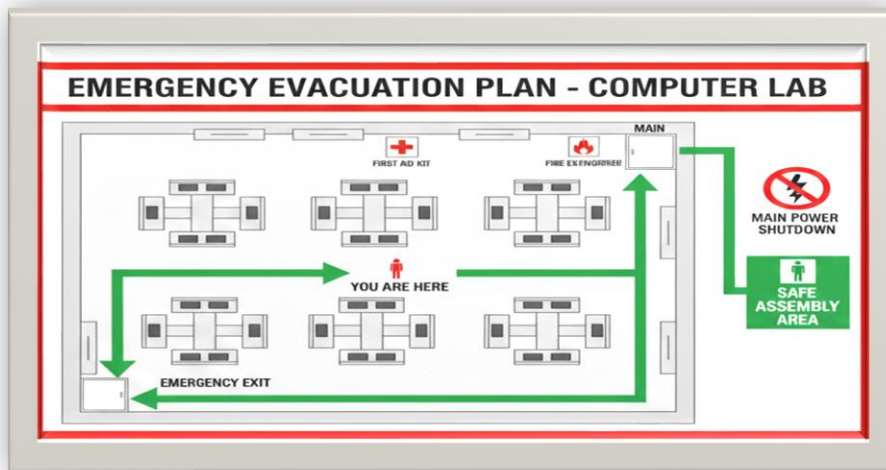 EMERGENCY EVACUATION PLAN - COMPUTER LAB
MAIN
FIRST AD KIT
FIRE
MAIN POWER
SHUTDOWN
YOU ARE HERE
SAFE
ASSEMBLY
AREA
EMERGENCY EXIT